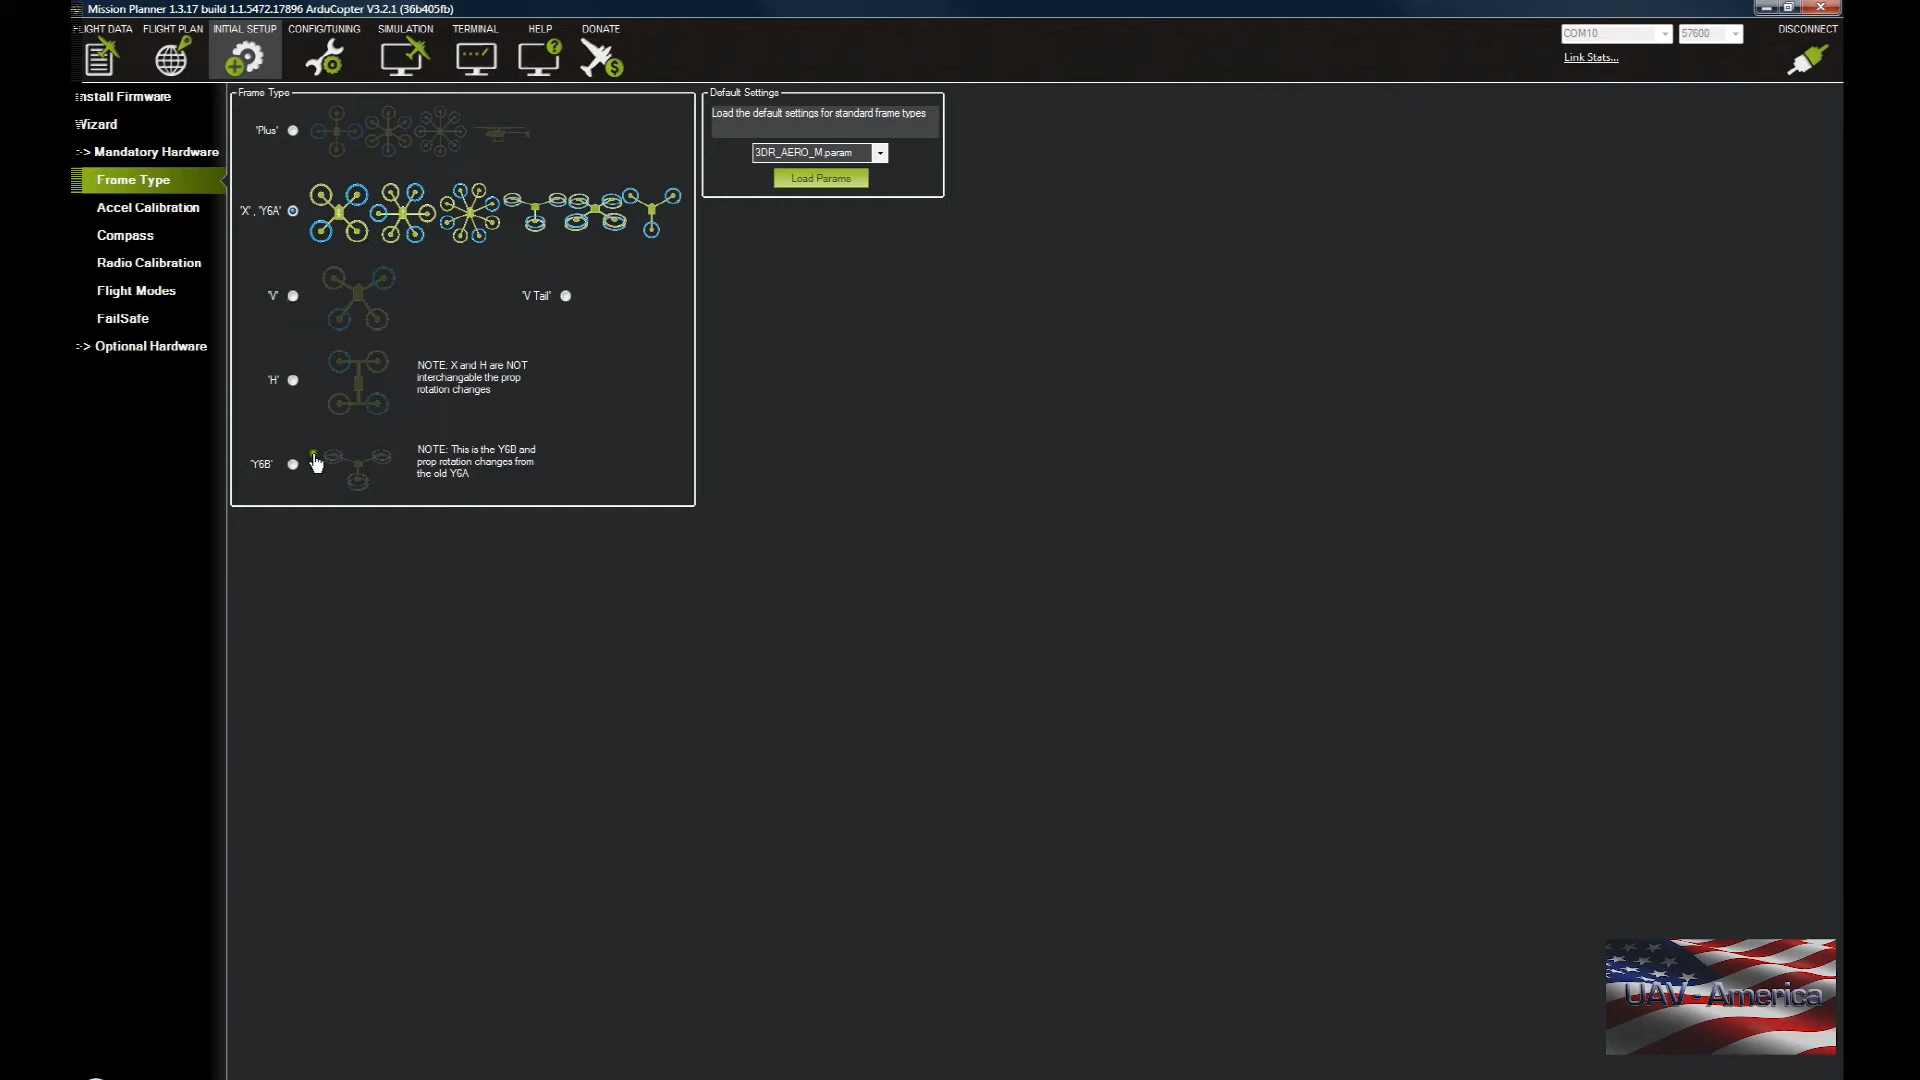 Mission Planner 1.3.17 build 1.1.5472.17896 ArduCopter V3.2.1 (36b405fb)
FLIGHT DATA
FLIGHT PLAN
INITIAL SETUP
CONFIG/TUNING
SIMULATION
TERMINAL
HELP
DONATE
COM10
57600
DISCONNECT
Link Stats...
Install Firmware
Wizard
>> Mandatory Hardware
Frame Type
Accel Calibration
Compass
Radio Calibration
Flight Modes
FailSafe
>> Optional Hardware
Frame Type
'Plus'
'X', 'Y6A'
'V'
'V Tail'
'H'
NOTE: X and H are NOT
interchangable the prop
rotation changes
'Y6B'
NOTE: This is the Y6B and
prop rotation changes from
the old Y6A
Default Settings
Load the default settings for standard frame types
3DR_AERO_M.param
Load Params
UAV - America